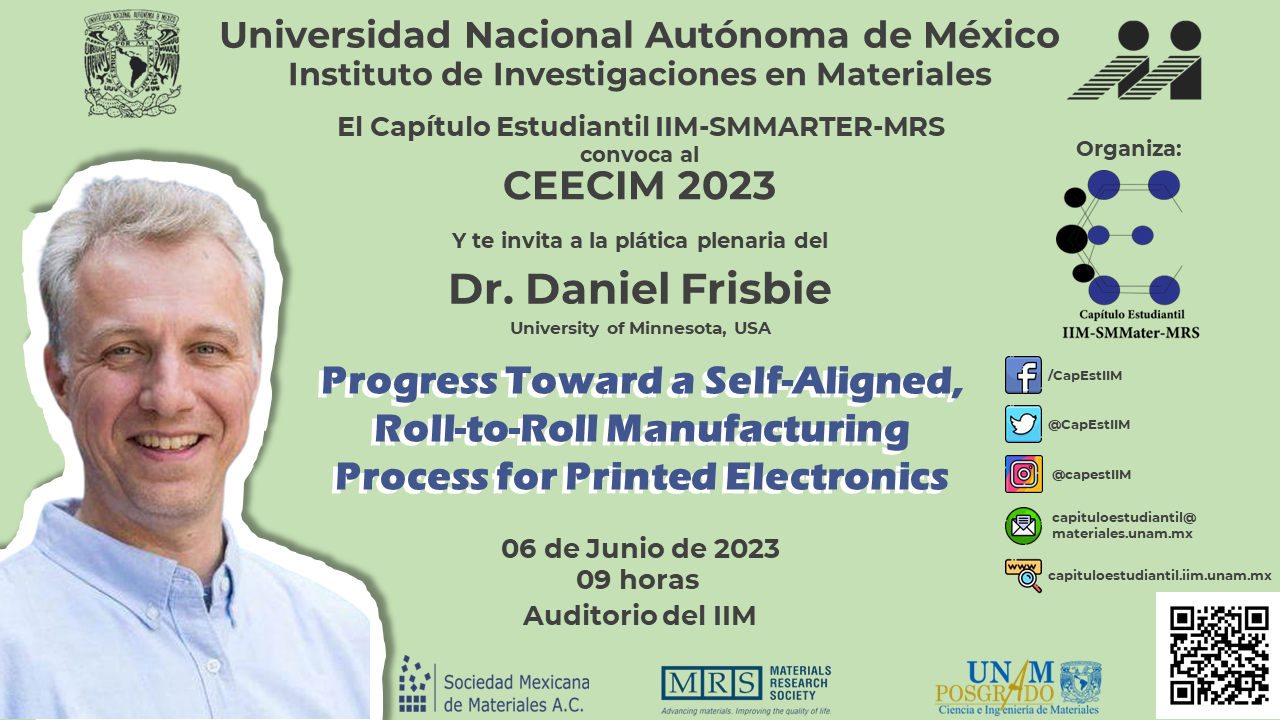 Universidad Nacional Autónoma de México
Instituto de Investigaciones en Materiales
El Capítulo Estudiantil IIM-SMMARTER-MRS
convoca al
CEECIM 2023
Y te invita a la plática plenaria del
Dr. Daniel Frisbie
University of Minnesota, USA
Progress Toward a Self-Aligned,
Roll-to-Roll Manufacturing
Process for Printed Electronics
06 de Junio de 2023
09 horas
Auditorio del IIM
Organiza:
Capítulo Estudiantil
IIM-SMMater-MRS
/CapEstIIM
@CapEstIIM
@capestIIM
capituloestudiantil@
materiales.unam.mx
www
capituloestudiantil.iim.unam.mx
Sociedad Mexicana
de Materiales A.C.
MRS
MATERIALS
RESEARCH
SOCIETY
Advancing materials. Improving the quality of life.
UNAM
POSGRADO
Ciencia e Ingeniería de Materiales